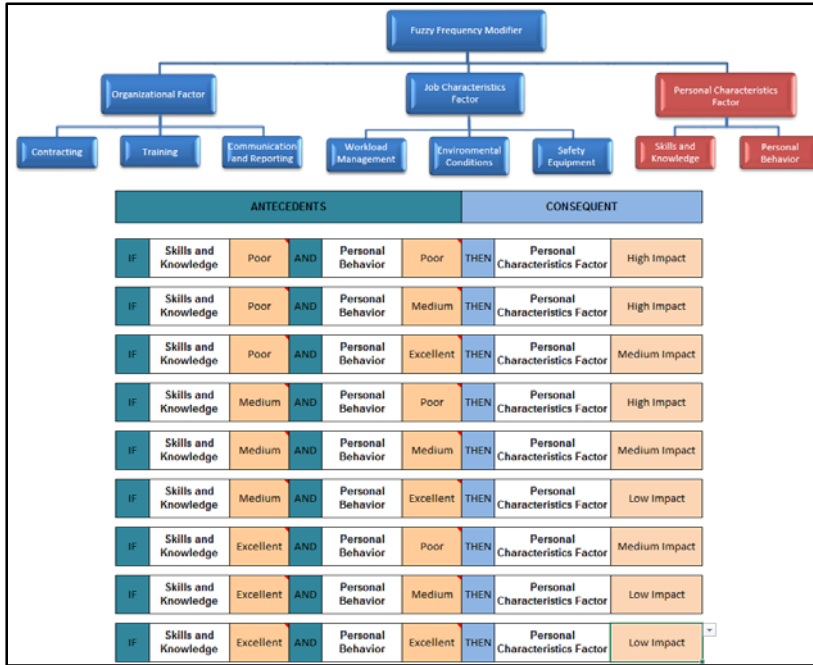 Fuzzy Frequency Modifier
Organizational Factor
Job Characteristics
Factor
Personal Characteristics
Factor
Contracting
Training
Communication
and Reporting
Workload
Management
Environmental
Conditions
Safety
Equipment
Skills and
Knowledge
Personal
Behavior
ANTECEDENTS CONSEQUENT
IF Skills and Knowledge Poor AND Personal Behavior Poor THEN Personal Characteristics Factor High Impact
IF Skills and Knowledge Poor AND Personal Behavior Medium THEN Personal Characteristics Factor High Impact
IF Skills and Knowledge Poor AND Personal Behavior Excellent THEN Personal Characteristics Factor Medium Impact
IF Skills and Knowledge Medium AND Personal Behavior Poor THEN Personal Characteristics Factor High Impact
IF Skills and Knowledge Medium AND Personal Behavior Medium THEN Personal Characteristics Factor Medium Impact
IF Skills and Knowledge Medium AND Personal Behavior Excellent THEN Personal Characteristics Factor Low Impact
IF Skills and Knowledge Excellent AND Personal Behavior Poor THEN Personal Characteristics Factor Medium Impact
IF Skills and Knowledge Excellent AND Personal Behavior Medium THEN Personal Characteristics Factor Low Impact
IF Skills and Knowledge Excellent AND Personal Behavior Excellent THEN Personal Characteristics Factor Low Impact